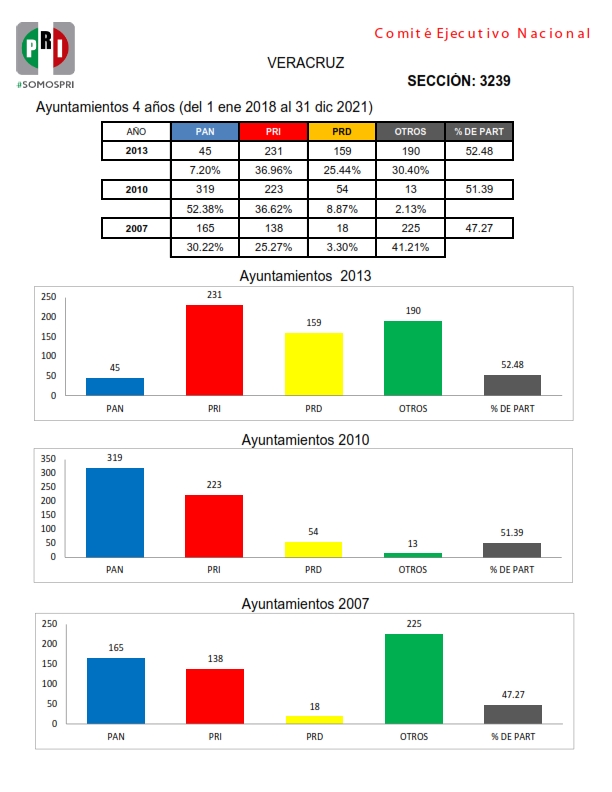 Comité Ejecutivo Nacional
PRI
#SOMOSPRI
VERACRUZ
SECCIÓN: 3239
Ayuntamientos 4 años (del 1 ene 2018 al 31 dic 2021)
AÑO PAN PRI PRD OTROS % DE PART
2013 45 231 159 190 52.48
7.20% 36.96% 25.44% 30.40%
2010 319 223 54 13 51.39
52.38% 36.62% 8.87% 2.13%
2007 165 138 18 225 47.27
30.22% 25.27% 3.30% 41.21%
Ayuntamientos 2013
250
200
150
100
50
0
45 231 159 190 52.48
PAN PRI PRD OTROS % DE PART
Ayuntamientos 2010
350
300
250
200
150
100
50
0
319 223 54 13 51.39
PAN PRI PRD OTROS % DE PART
Ayuntamientos 2007
250
200
150
100
50
0
165 138 18 225 47.27
PAN PRI PRD OTROS % DE PART